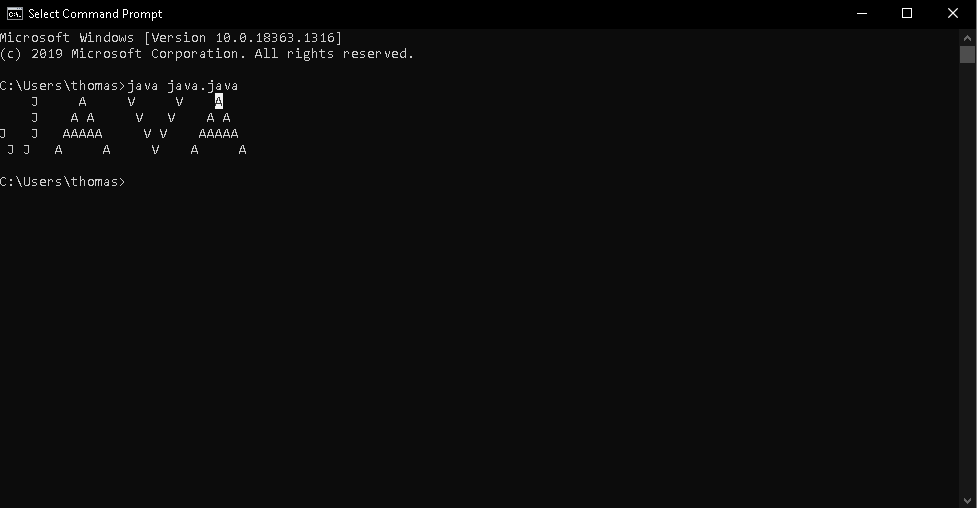 Select Command Prompt
Microsoft Windows [Version 10.0.18363.1316]
(c) 2019 Microsoft Corporation. All rights reserved.
C:\Users\thomas>java java.java
    J     A     V     V    A
    J    A A     V   V    A A
J   J   AAAAA     V V    AAAAA
 J J   A     A     V    A     A
C:\Users\thomas>